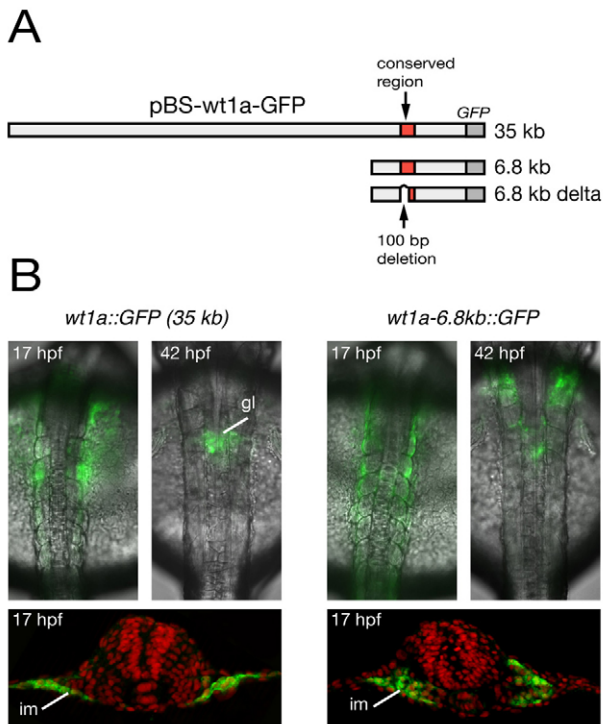 A
conserved
region
pBS-wt1a-GFP
GFP
35 kb
6.8 kb
6.8 kb delta
100 bp
deletion
B
wt1a::GFP (35 kb)
wt1a-6.8kb::GFP
17 hpf
42 hpf
17 hpf
42 hpf
gl
17 hpf
17 hpf
im
im